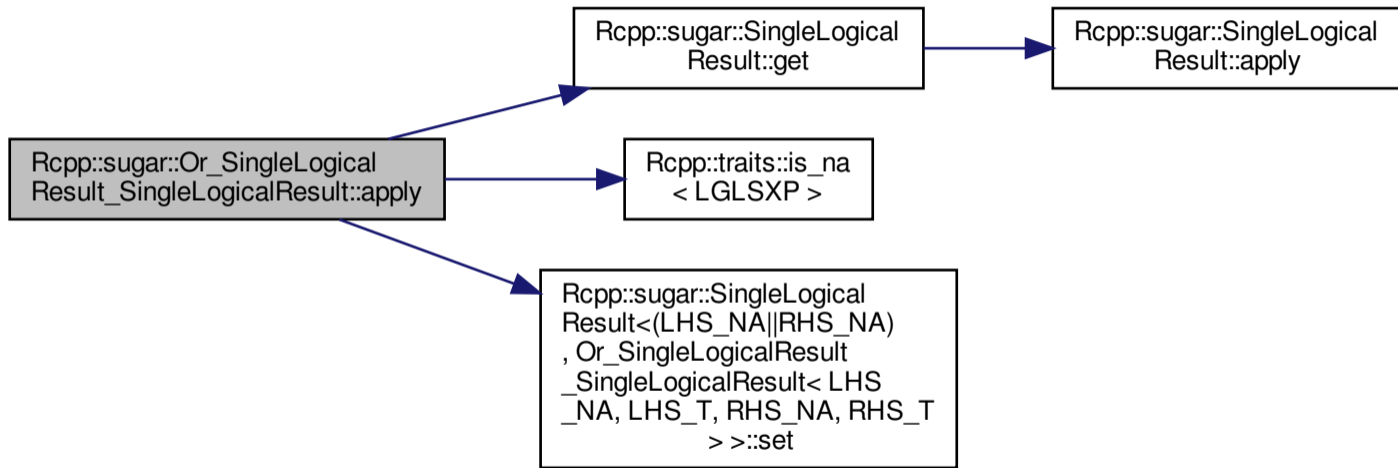 Rcpp::sugar::Or_SingleLogical
Result_SingleLogicalResult::apply
Rcpp::sugar::SingleLogical
Result::get
Rcpp::sugar::SingleLogical
Result::apply
Rcpp::traits::is_na
< LGLSXP >
Rcpp::sugar::SingleLogical
Result<(LHS_NA||RHS_NA)
, Or_SingleLogicalResult
_SingleLogicalResult< LHS
_NA, LHS_T, RHS_NA, RHS_T
> >::set